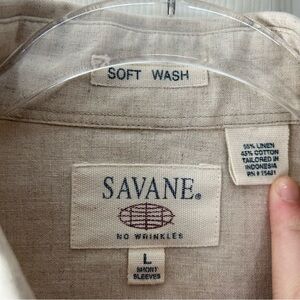 SOFT WASH
55% LINEN
45% COTTON
TAILORED IN
INDONESIA
SAVANE®
NO WRINKLES
L
SHORT
SLEEVES